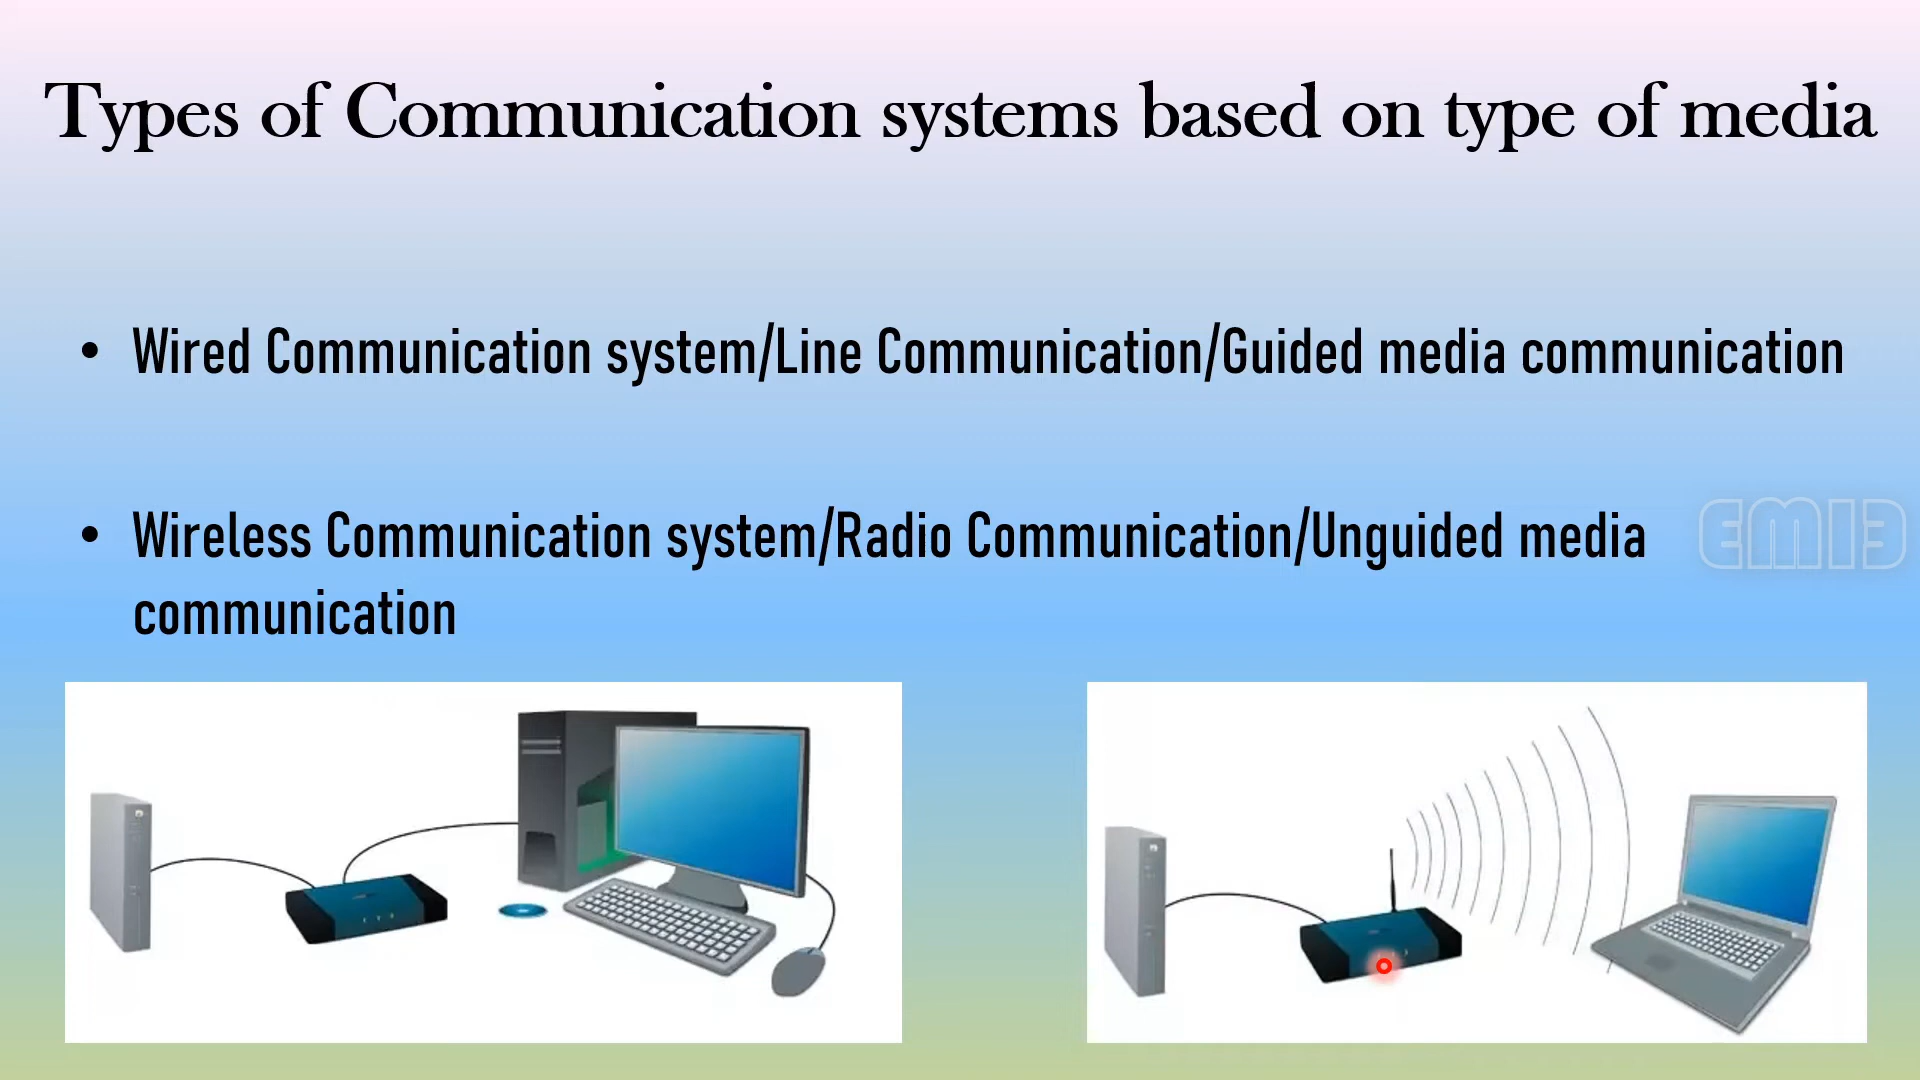 Types of Communication systems based on type of media
• Wired Communication system/Line Communication/Guided media communication
• Wireless Communication system/Radio Communication/Unguided media
communication